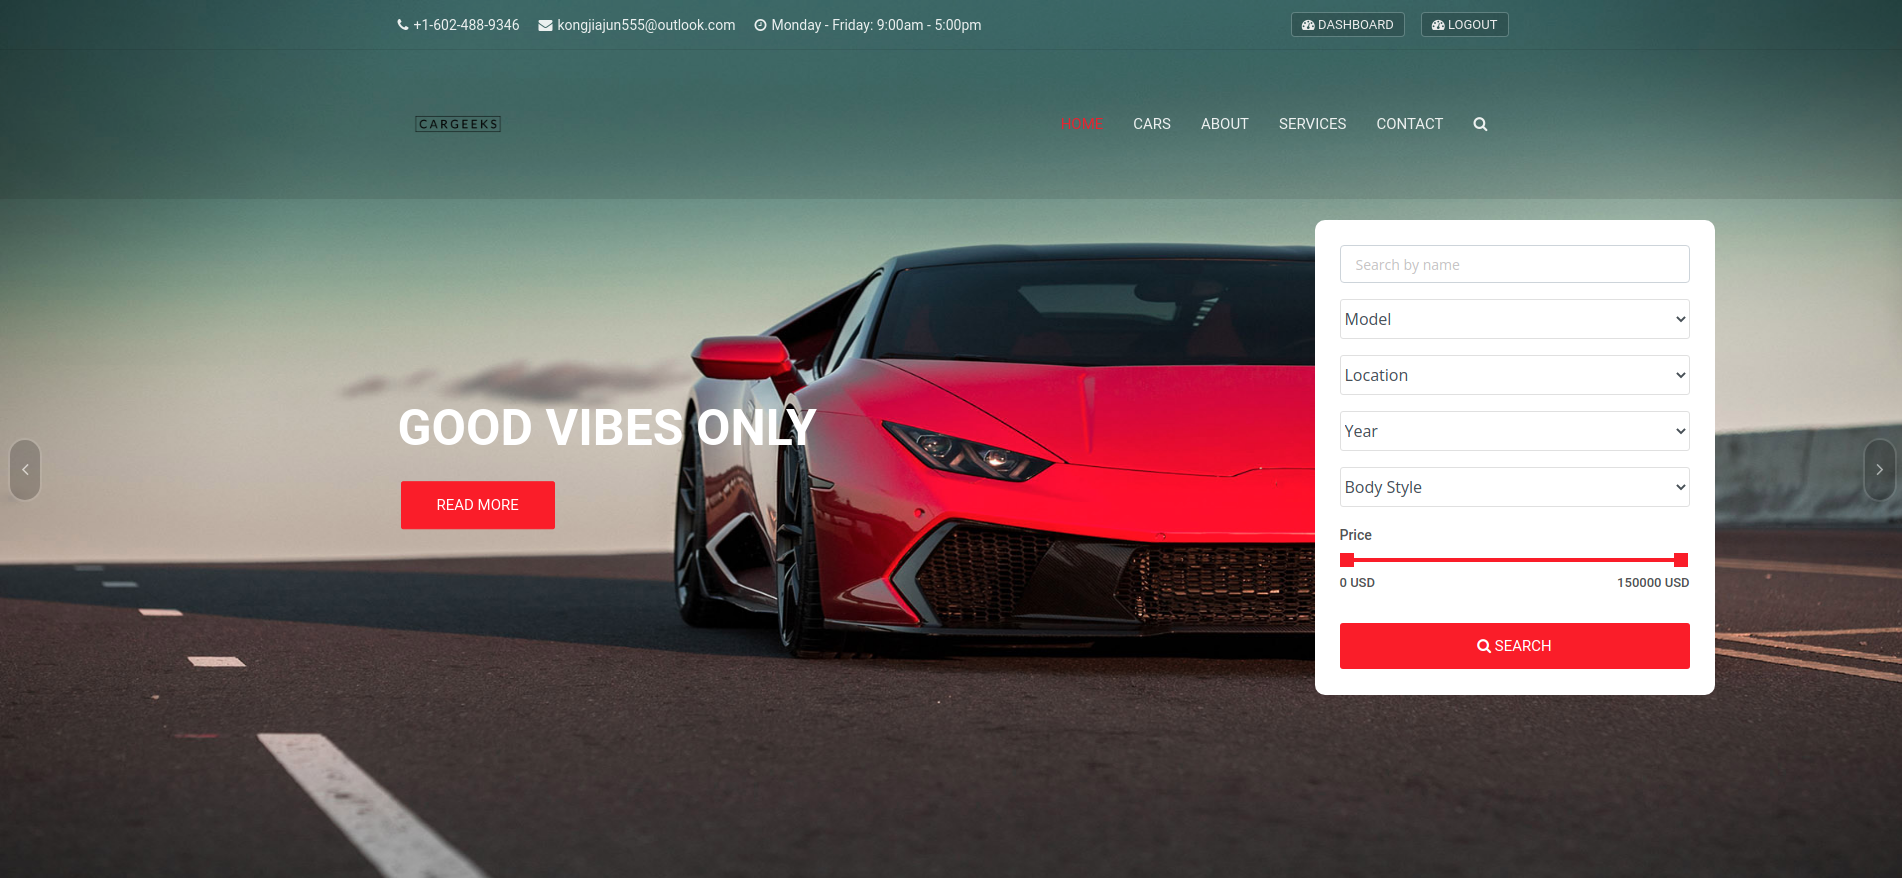 +1-602-488-9346 kongjiajun555@outlook.com Monday - Friday: 9:00am - 5:00pm DASHBOARD LOGOUT
CARGEEKS HOME CARS ABOUT SERVICES CONTACT
Search by name
Model
Location
GOOD VIBES ONLY
Year
Body Style
READ MORE
Price
0 USD 150000 USD
SEARCH